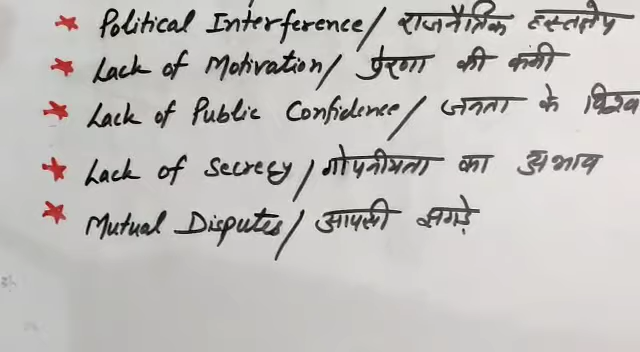 Political Interference / राजनैतिक हस्तक्षेप
Lack of Motivation / प्रेरणा की कमी
Lack of Public Confidence / जनता के विश्व
Lack of Secrecy / गोपनीयता का अभाव
Mutual Disputes / आपसी झगड़े